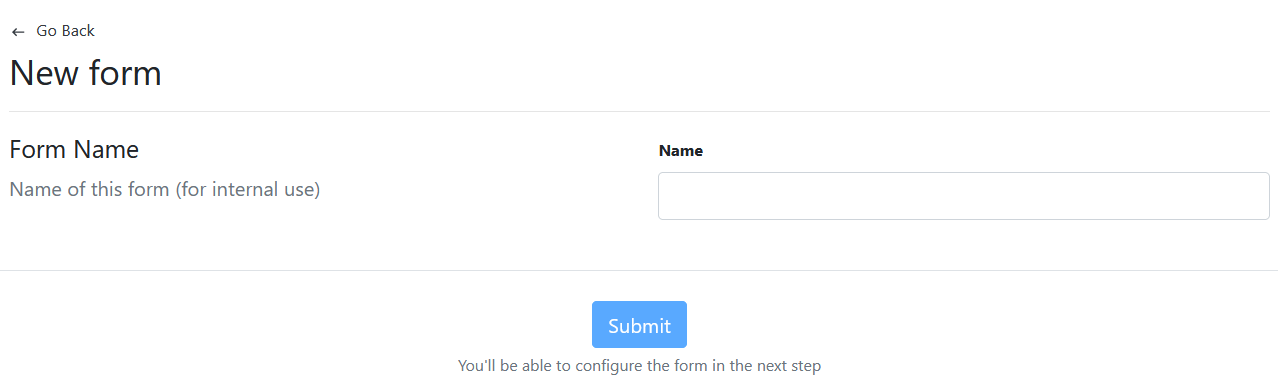 ← Go Back
New form
Form Name
Name of this form (for internal use)
Name
Submit
You'll be able to configure the form in the next step